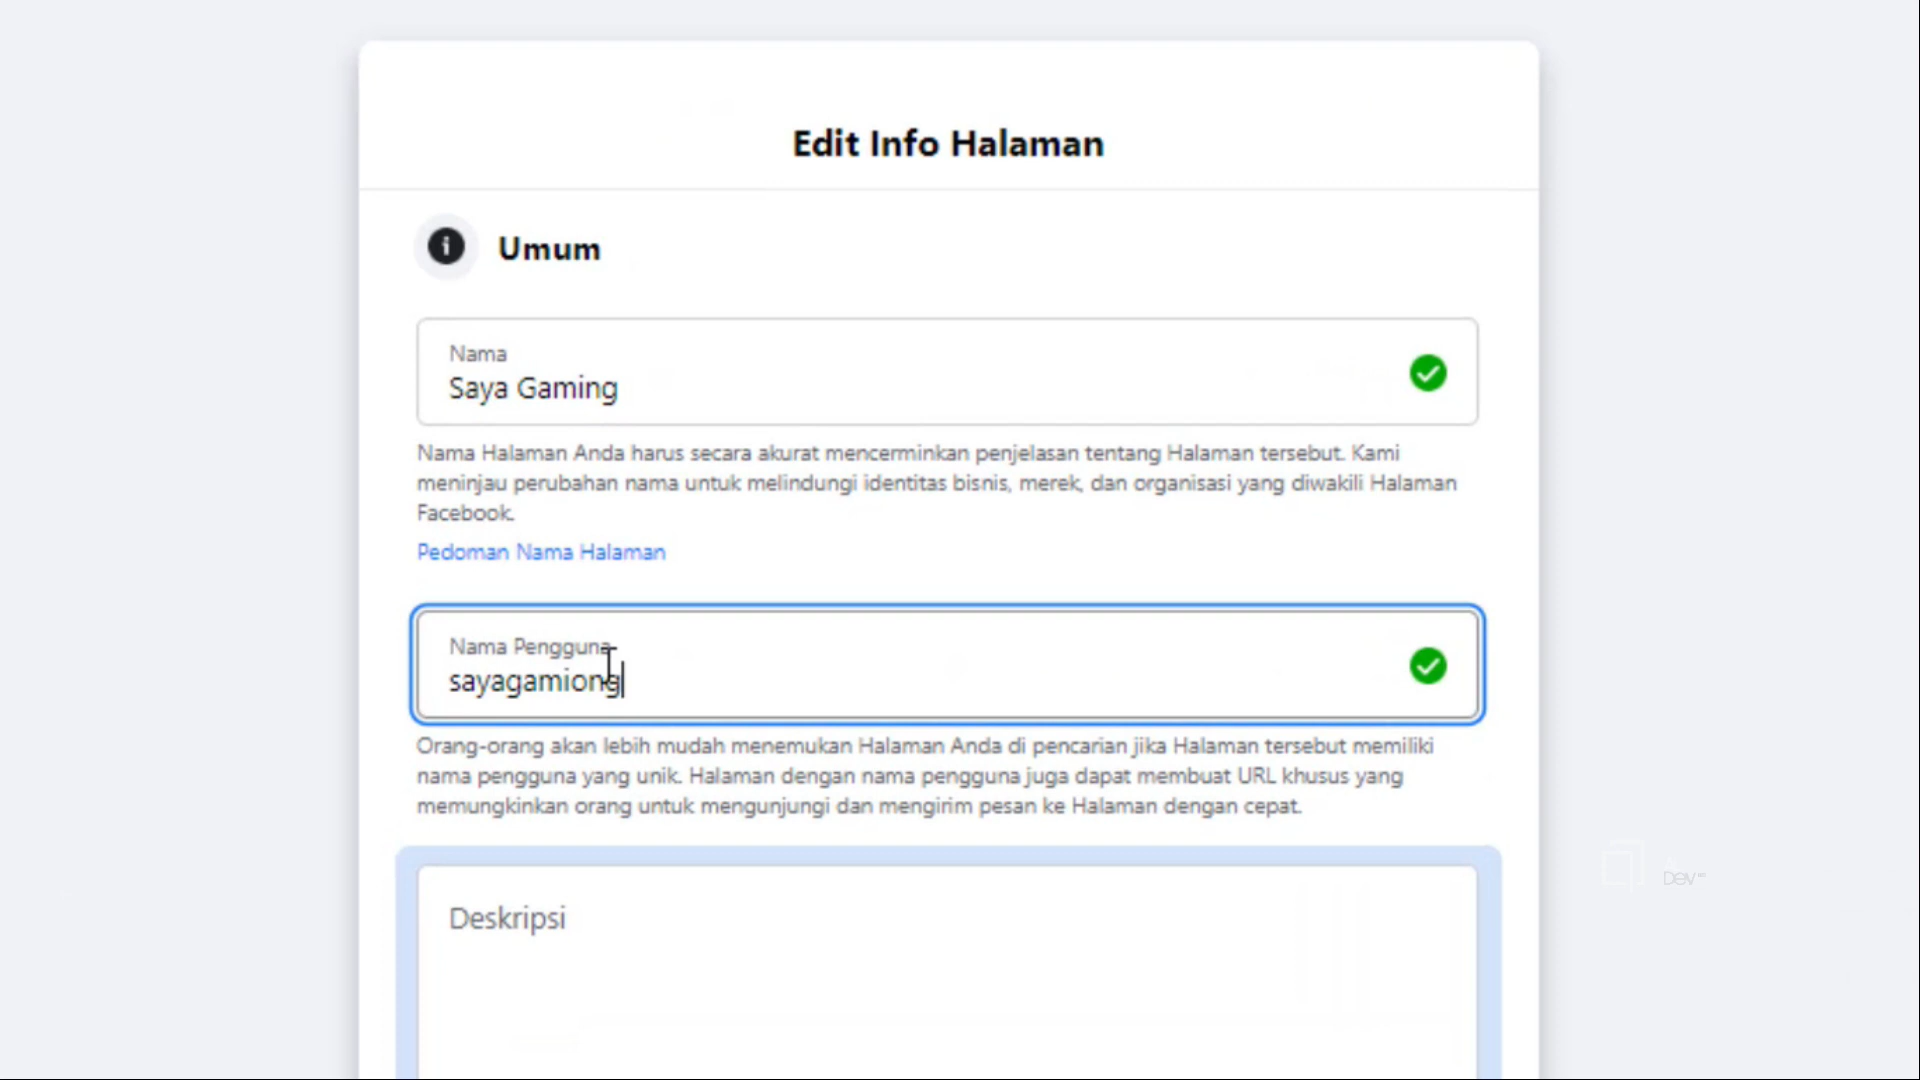 Edit Info Halaman
Umum
Nama
Saya Gaming
Nama Halaman Anda harus secara akurat mencerminkan penjelasan tentang Halaman tersebut. Kami
meninjau perubahan nama untuk melindungi identitas bisnis, merek, dan organisasi yang diwakili Halaman
Facebook.
Pedoman Nama Halaman
Nama Pengguna
sayagamiong
Orang-orang akan lebih mudah menemukan Halaman Anda di pencarian jika Halaman tersebut memiliki
nama pengguna yang unik. Halaman dengan nama pengguna juga dapat membuat URL khusus yang
memungkinkan orang untuk mengunjungi dan mengirim pesan ke Halaman dengan cepat.
Deskripsi
DEV